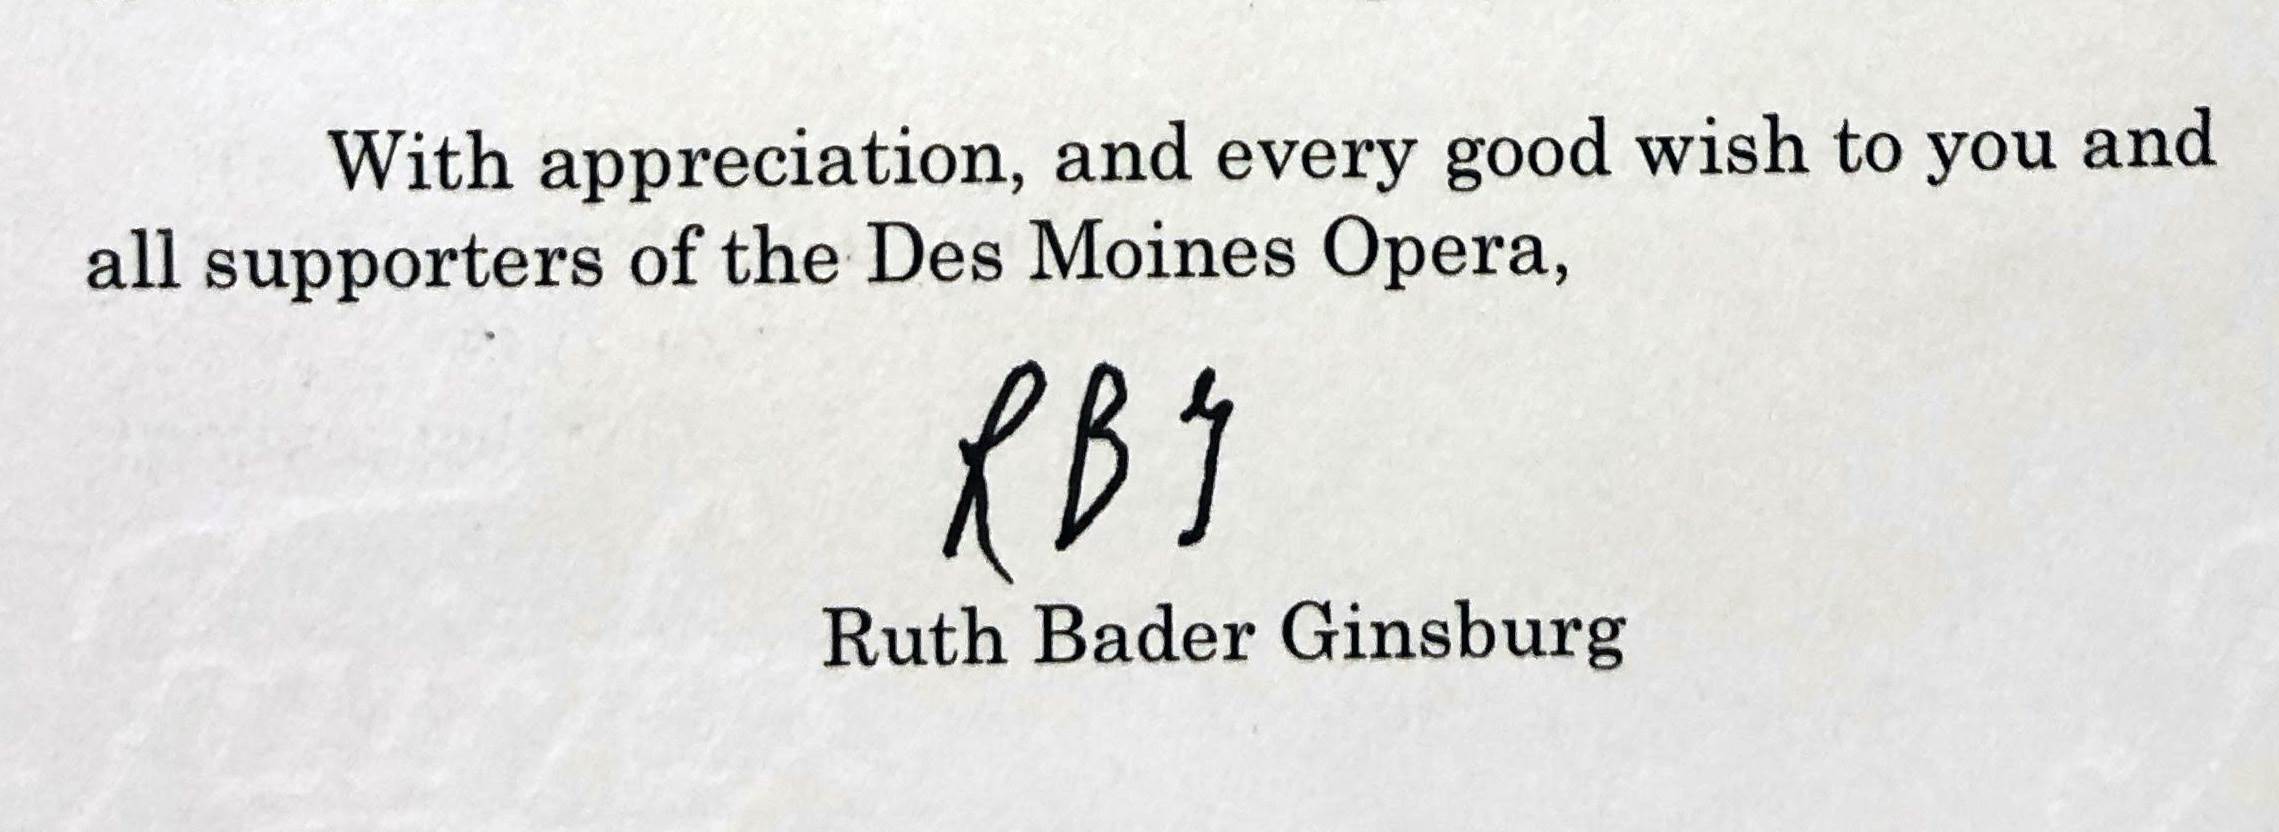 With appreciation, and every good wish to you and
all supporters of the Des Moines Opera,
RBG
Ruth Bader Ginsburg